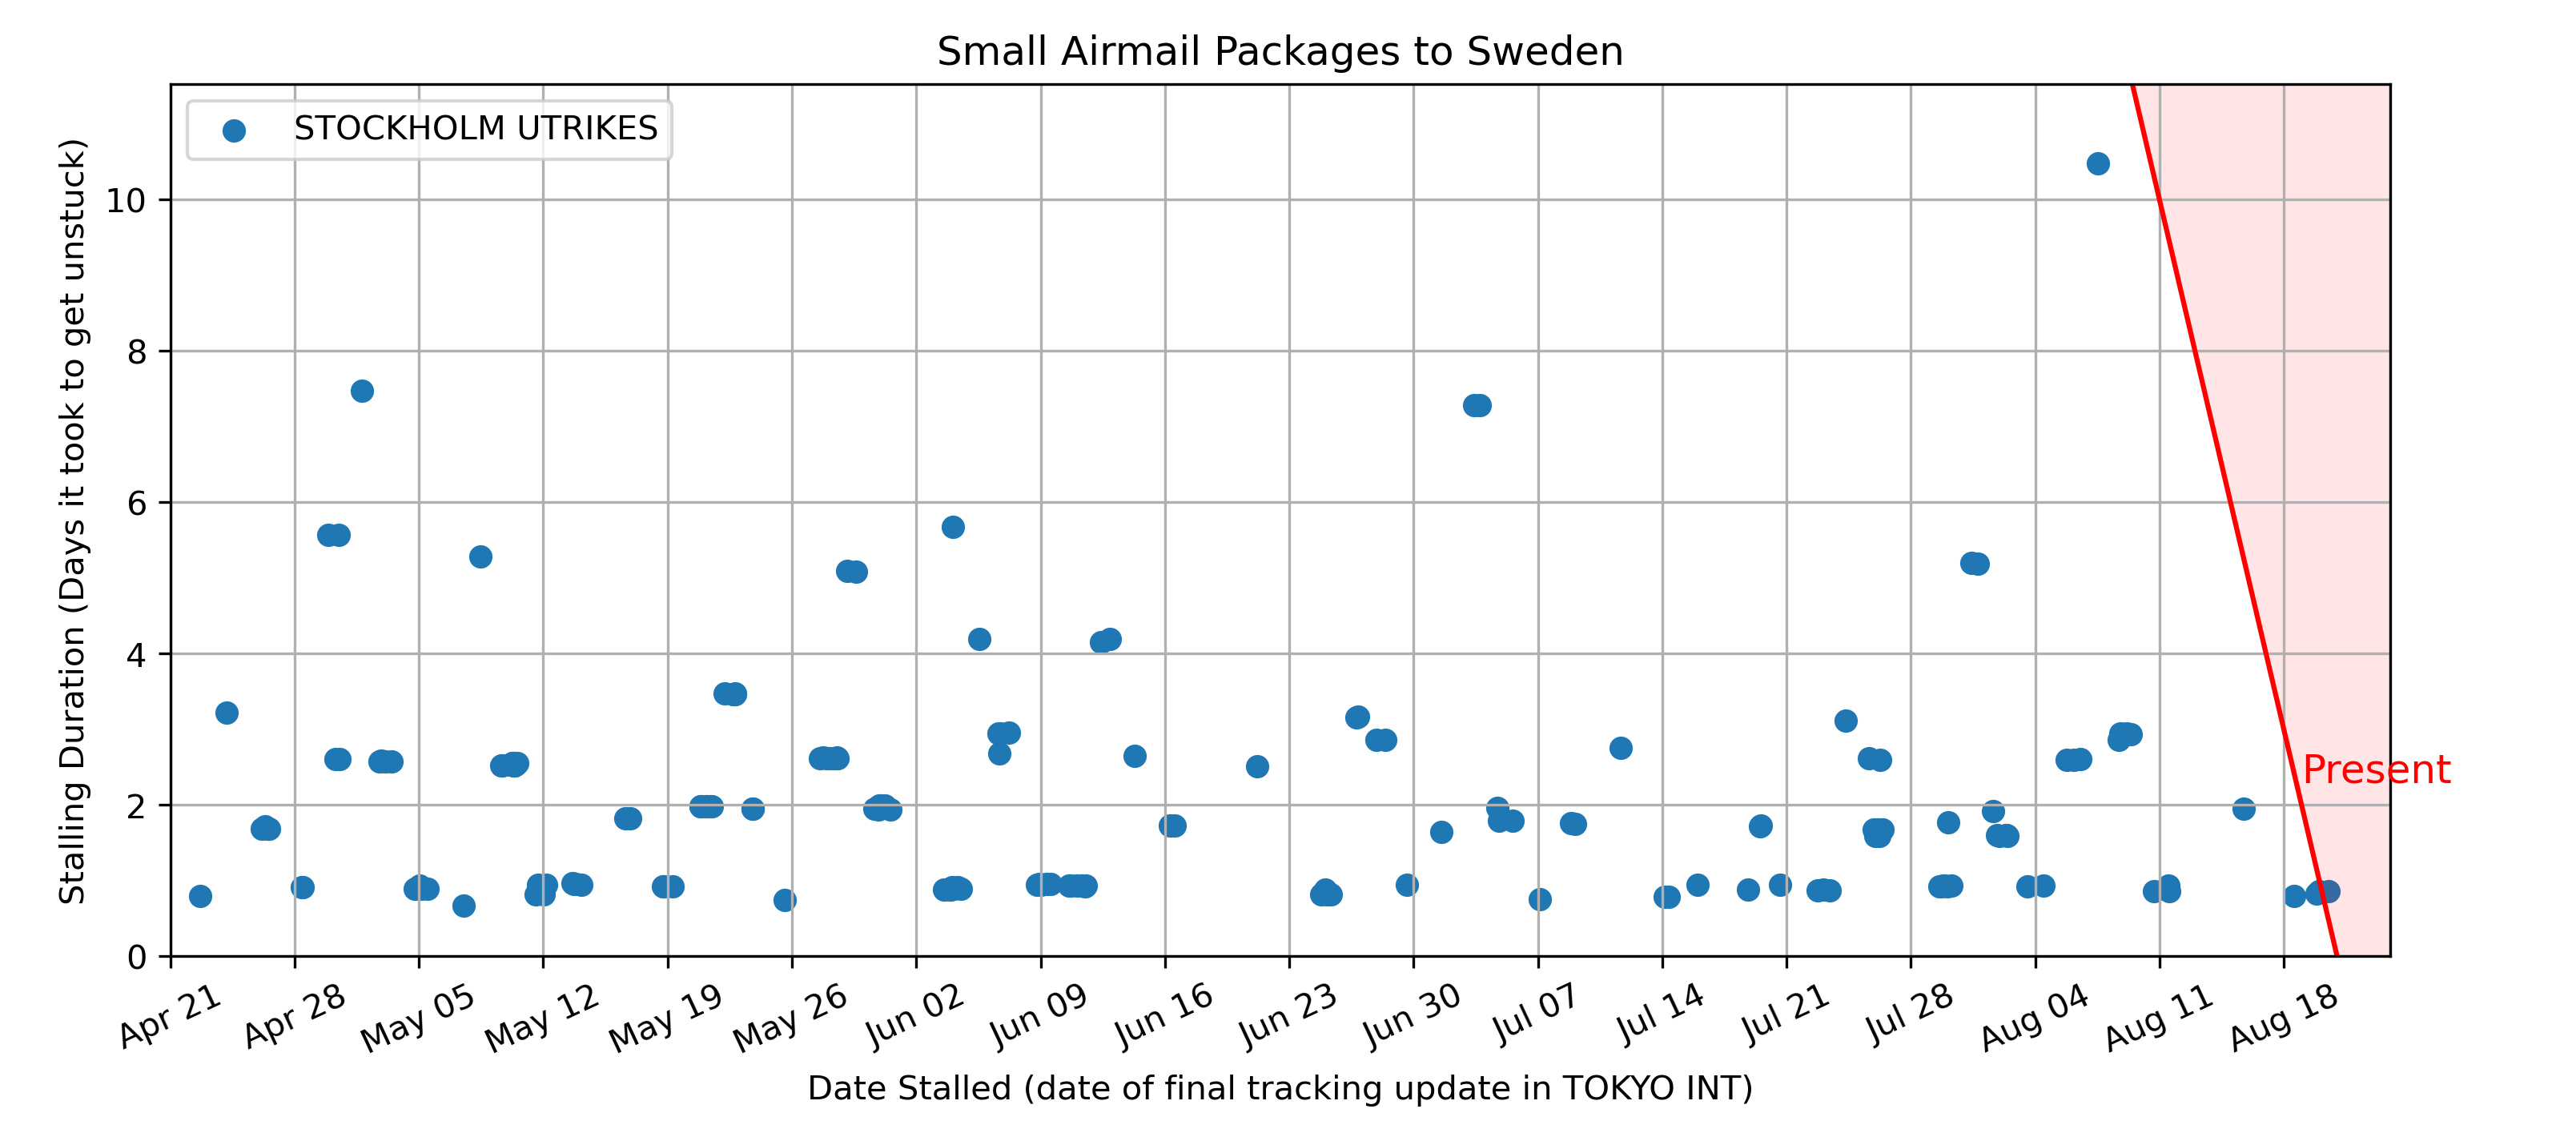 Small Airmail Packages to Sweden
STOCKHOLM UTRIKES
Stalling Duration (Days it took to get unstuck)
10
8
6
4
2
0
Present
Apr 21
Apr 28
May 05
May 12
May 19
May 26
Jun 02
Jun 09
Jun 16
Jun 23
Jun 30
Jul 07
Jul 14
Jul 21
Jul 28
Aug 04
Aug 11
Aug 18
Date Stalled (date of final tracking update in TOKYO INT)